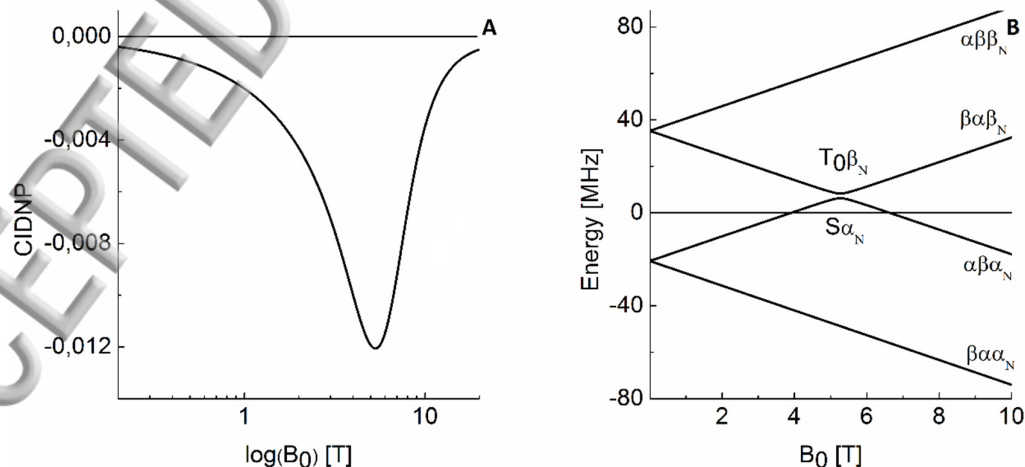 A
0,000
-0,004
-0,008
-0,012
CIDNP
1
10
log(B0) [T]
B
80
40
0
-40
-80
Energy [MHz]
αββN
βαβN
T0βN
SαN
αβαN
βααN
2
4
6
8
10
B0 [T]
CEPTED